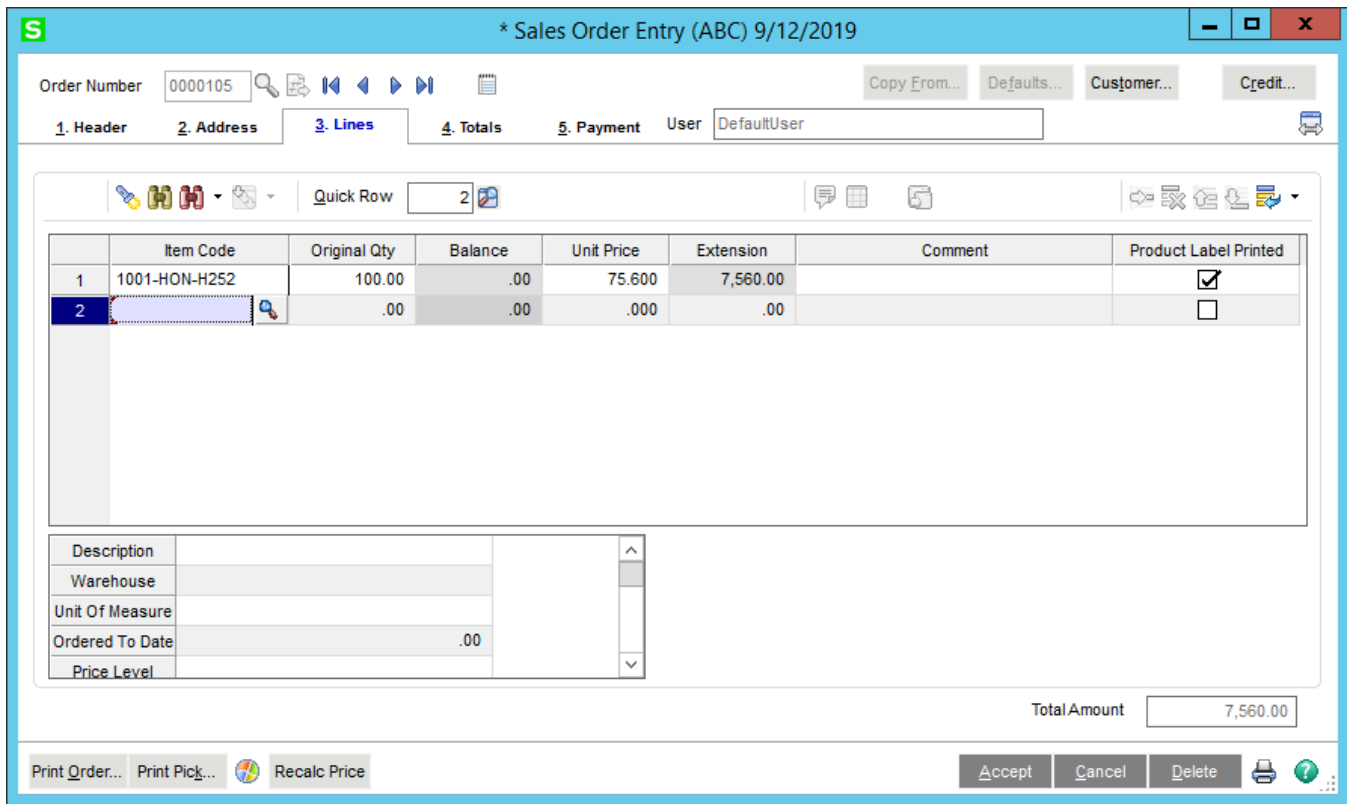 S * Sales Order Entry (ABC) 9/12/2019 X
Order Number 0000105 Copy From... Defaults... Customer... Credit...
1. Header 2. Address 3. Lines 4. Totals 5. Payment User DefaultUser
Quick Row 2
Item Code Original Qty Balance Unit Price Extension Comment Product Label Printed
1 1001-HON-H252 100.00 .00 75.600 7,560.00
2 .00 .00 .000 .00
Description
Warehouse
Unit Of Measure
Ordered To Date .00
Price Level
Total Amount 7,560.00
Print Order... Print Pick... Recalc Price Accept Cancel Delete ?